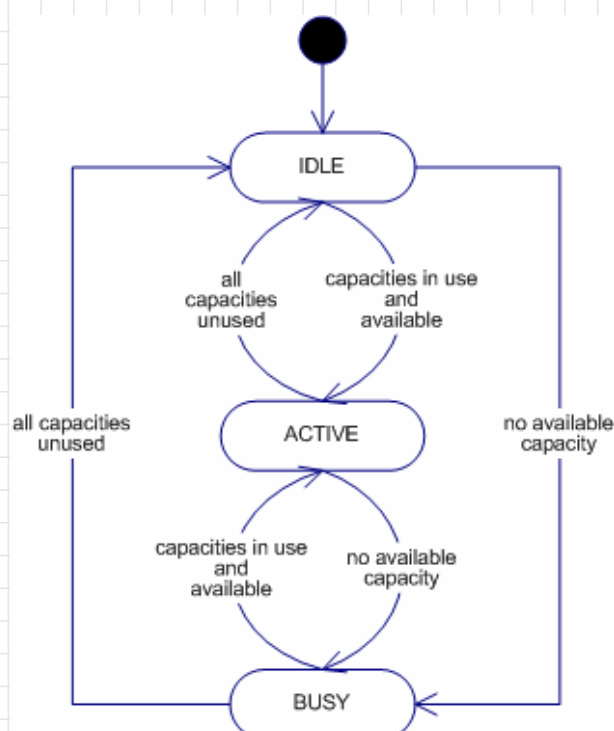 IDLE
all
capacities
unused
capacities in use
and
available
ACTIVE
all capacities
unused
no available
capacity
capacities in use
and
available
no available
capacity
BUSY